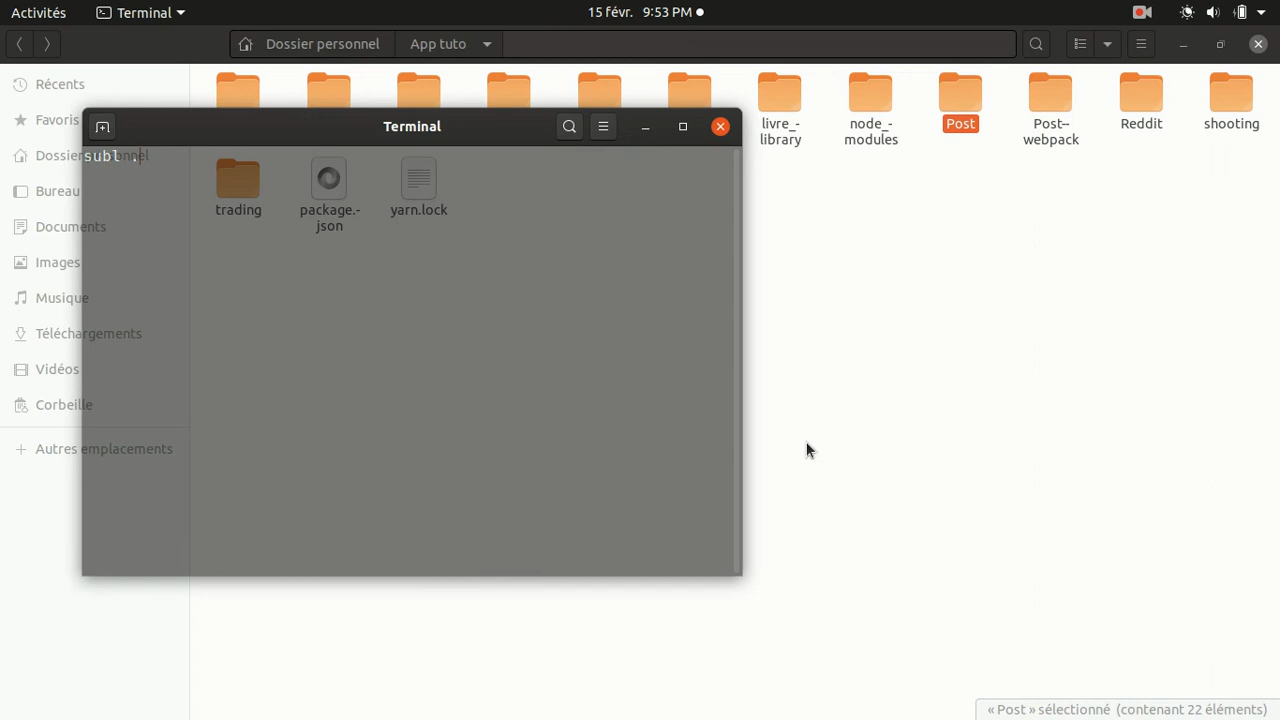 Activités
Terminal
15 févr. 9:53 PM
Dossier personnel
App tuto
Récents
Favoris
Dossier personnel
Bureau
Documents
Images
Musique
Téléchargements
Vidéos
Corbeille
Autres emplacements
Terminal
subl .
livre_-
library
node_-
modules
Post
Post--
webpack
Reddit
shooting
trading
package.-
json
yarn.lock
« Post » sélectionné (contenant 22 éléments)